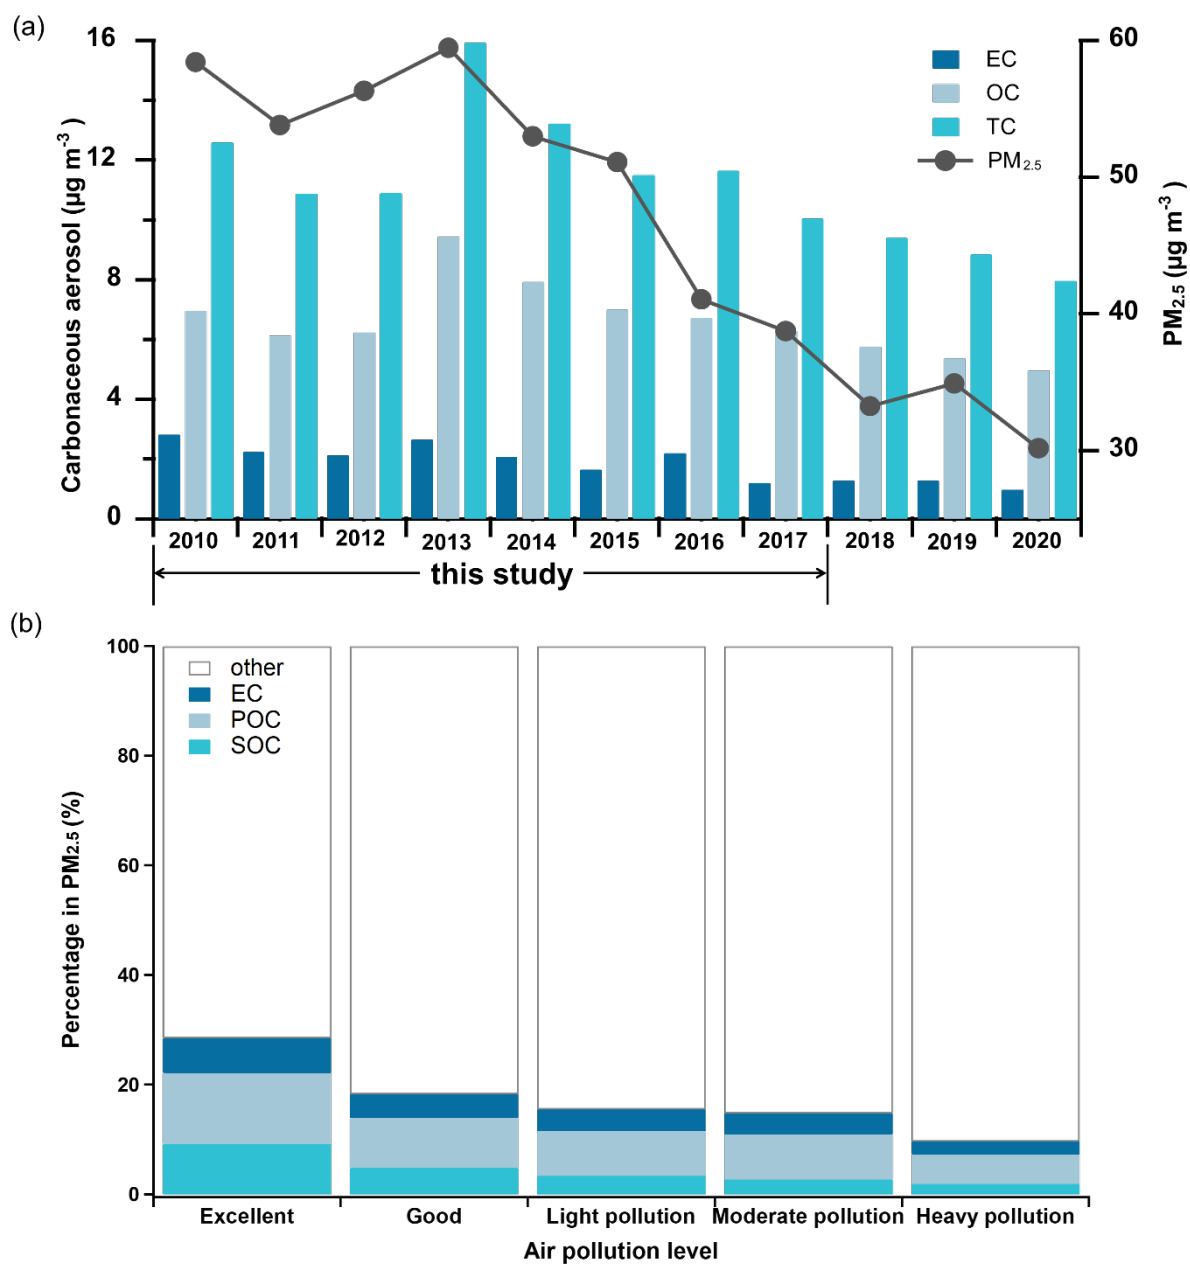 (a)
16
12
8
4
0
Carbonaceous aerosol (μg m⁻³)
EC
OC
TC
PM₂.₅
60
50
40
30
PM₂.₅ (μg m⁻³)
2010 2011 2012 2013 2014 2015 2016 2017 2018 2019 2020
this study
(b)
100
80
60
40
20
0
Percentage in PM₂.₅ (%)
other
EC
POC
SOC
Excellent Good Light pollution Moderate pollution Heavy pollution
Air pollution level